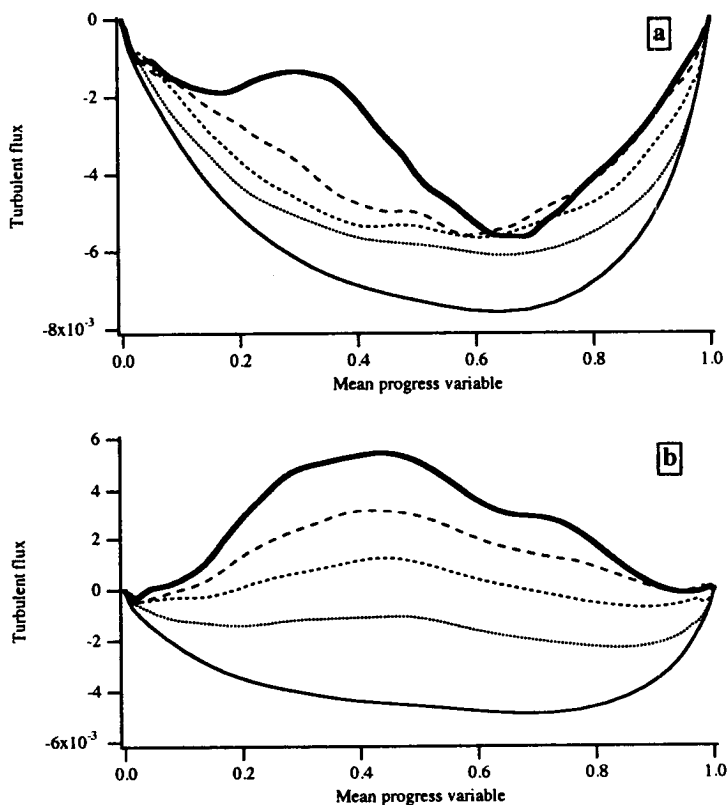 a
0
-2
-4
-6
-8x10⁻³
Turbulent flux
0.0 0.2 0.4 0.6 0.8 1.0
Mean progress variable
b
6
4
2
0
-2
-4
-6x10⁻³
Turbulent flux
0.0 0.2 0.4 0.6 0.8 1.0
Mean progress variable